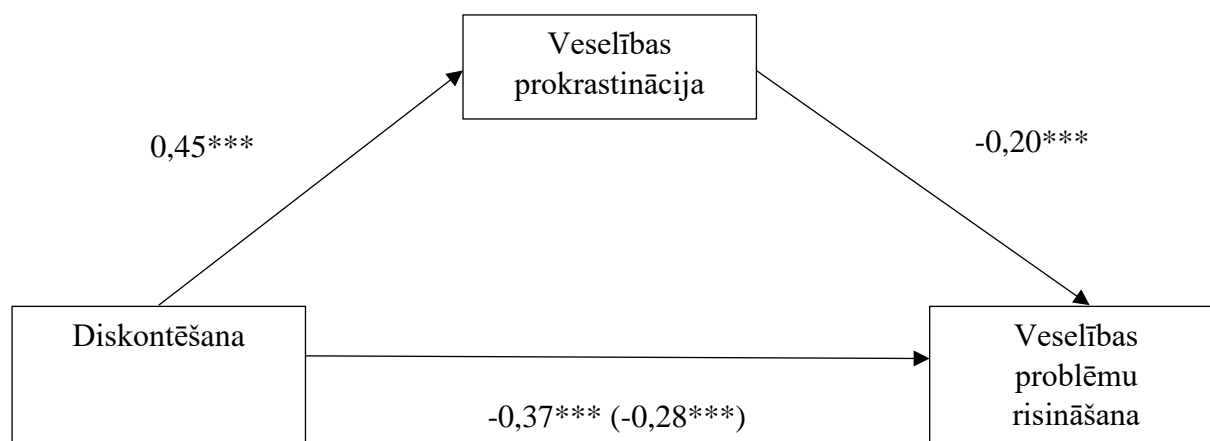 Veselības
prokrastinācija
0,45***
-0,20***
Diskontēšana
Veselības
problēmu
risināšana
-0,37*** (-0,28***)